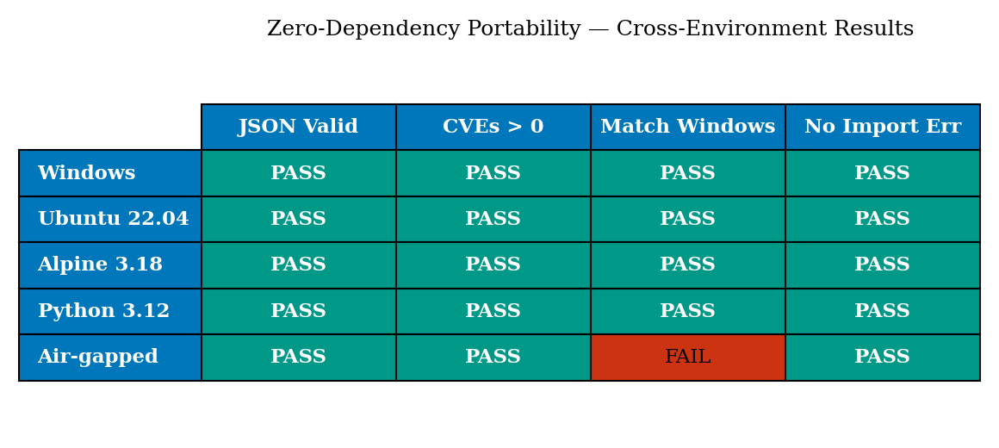 Zero-Dependency Portability — Cross-Environment Results
JSON Valid CVEs > 0 Match Windows No Import Err
Windows PASS PASS PASS PASS
Ubuntu 22.04 PASS PASS PASS PASS
Alpine 3.18 PASS PASS PASS PASS
Python 3.12 PASS PASS PASS PASS
Air-gapped PASS PASS FAIL PASS